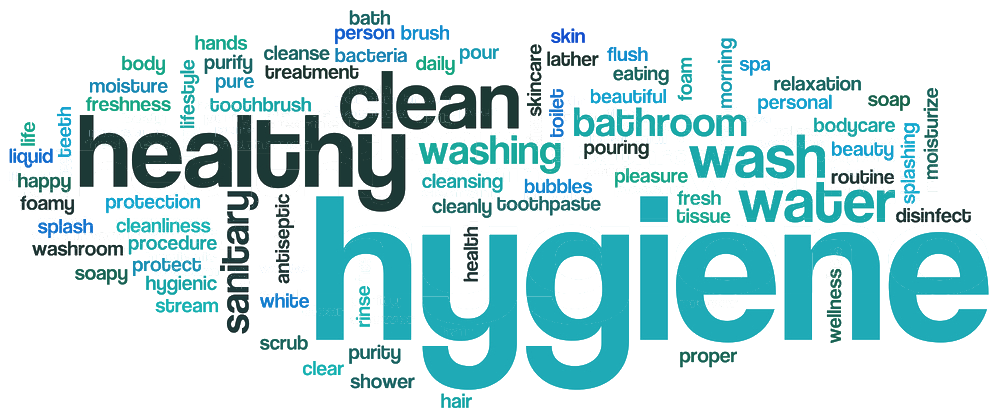 bath
person
brush
skin
hands
cleanse
bacteria
daily
pour
lather
flush
morning
spa
body
purify
treatment
skincare
eating
foam
relaxation
moisture
lifestyle
pure
clean
toilet
beautiful
personal
soap
freshness
toothbrush
bathroom
bodycare
moisturize
life
teeth
healthy
washing
pouring
wash
beauty
splashing
liquid
happy
cleansing
bubbles
pleasure
routine
foamy
protection
sanitary
antiseptic
cleanly
toothpaste
fresh
tissue
water
disinfect
splash
cleanliness
washroom
procedure
health
hygiene
soapy
protect
hygienic
stream
white
rinse
wellness
scrub
purity
proper
clear
shower
hair